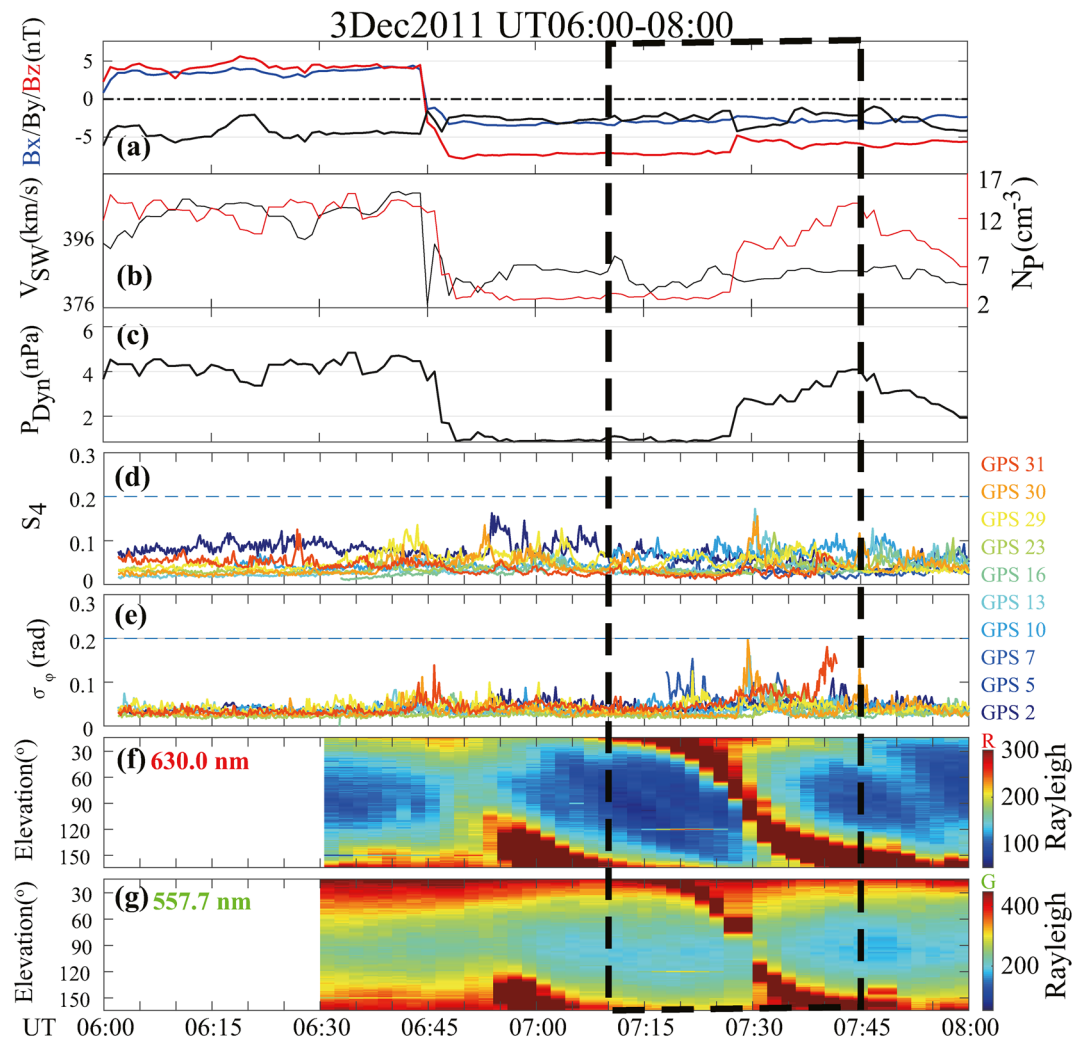 3Dec2011 UT06:00-08:00
Bx/By/Bz(nT)
5
0
-5
(a)
V_SW(km/s)
396
376
(b)
17
12
7
2
N_P(cm^-3)
P_Dyn(nPa)
6
4
2
(c)
S_4
0.3
0.2
0.1
0
(d)
σ_φ(rad)
0.3
0.2
0.1
0
(e)
GPS 31
GPS 30
GPS 29
GPS 23
GPS 16
GPS 13
GPS 10
GPS 7
GPS 5
GPS 2
Elevation(°)
30
60
90
120
150
(f) 630.0 nm
R
300
200
100
Rayleigh
Elevation(°)
30
60
90
120
150
(g) 557.7 nm
G
400
200
Rayleigh
UT 06:00 06:15 06:30 06:45 07:00 07:15 07:30 07:45 08:00